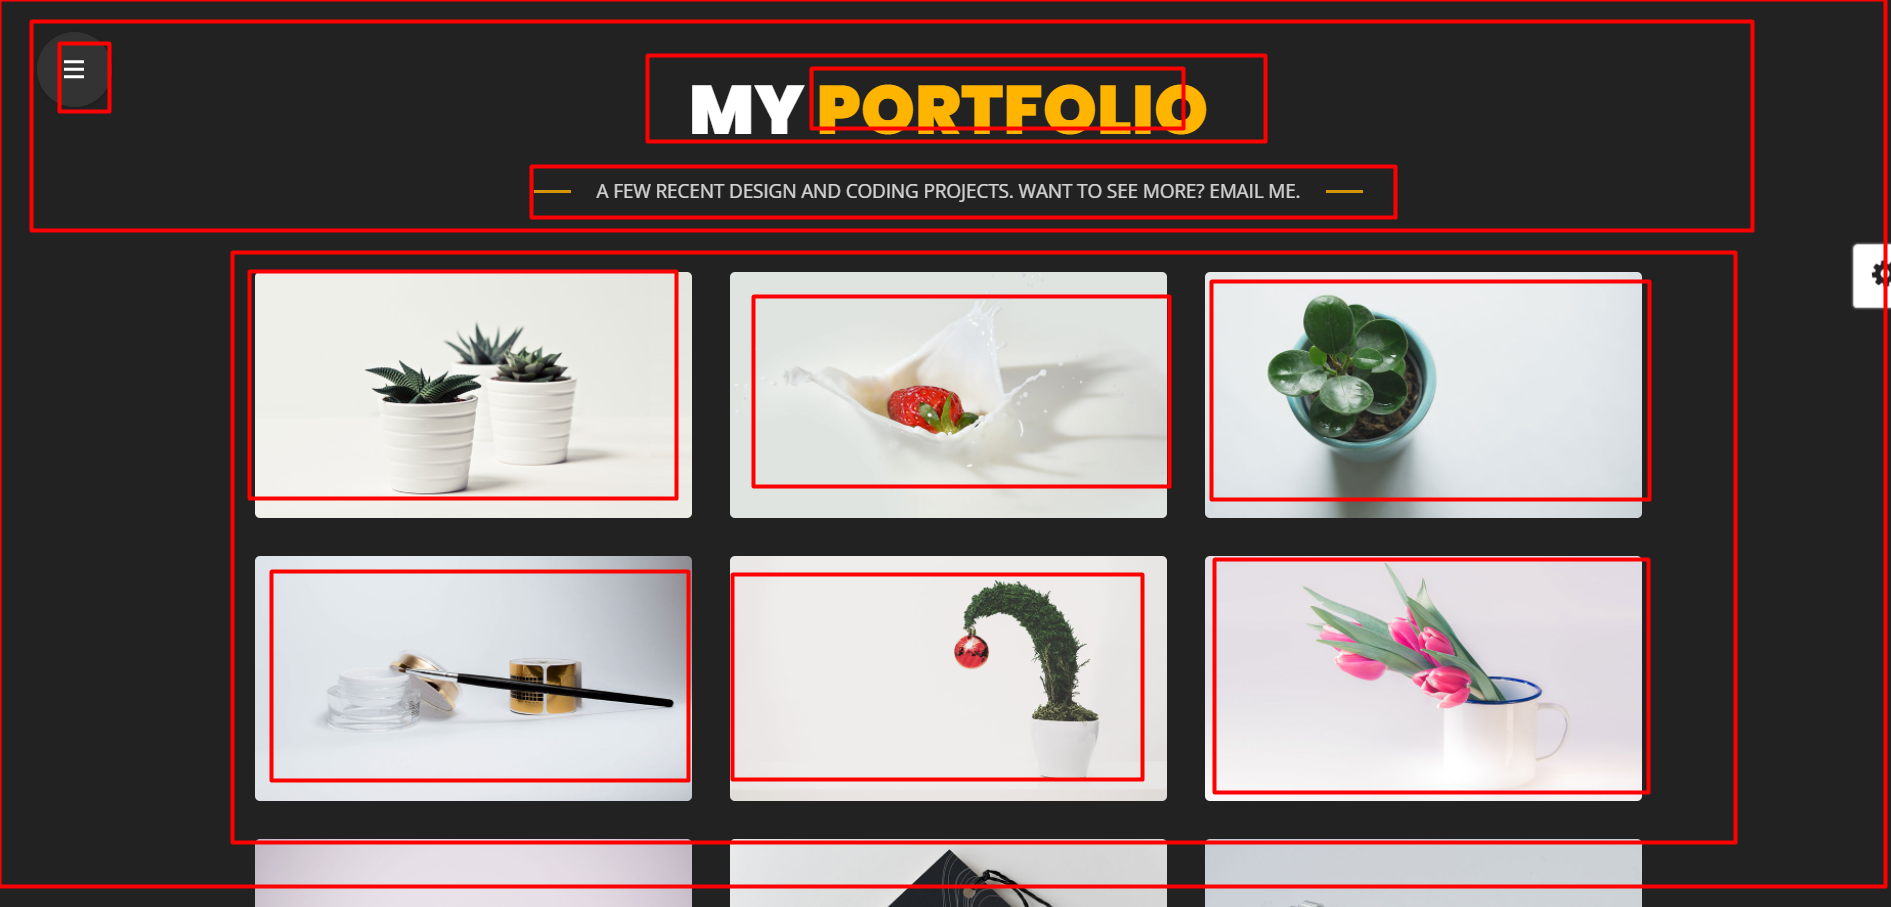 MY PORTFOLIO
A FEW RECENT DESIGN AND CODING PROJECTS. WANT TO SEE MORE? EMAIL ME.